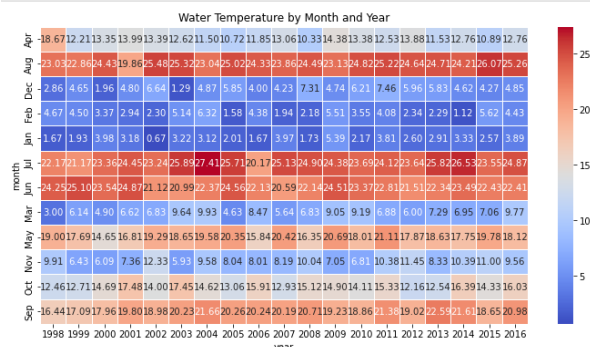 Water Temperature by Month and Year
Apr 18.67 12.21 13.35 13.99 13.39 12.62 11.50 10.72 11.85 13.06 10.33 14.38 13.38 12.53 13.88 11.53 12.76 10.89 12.76
Aug 23.03 22.86 24.43 19.86 25.48 25.32 23.04 25.02 24.33 23.86 24.49 23.13 24.82 25.22 24.64 24.71 24.21 26.07 25.26
Dec 2.86 4.65 1.96 4.80 6.64 1.29 4.87 5.85 4.00 4.23 7.31 4.74 6.21 7.46 5.96 5.83 4.62 4.27 4.85
Feb 4.67 4.50 3.37 2.94 2.30 5.14 6.32 1.58 4.38 1.94 2.18 5.51 3.55 4.08 2.34 2.29 1.12 5.62 4.43
Jan 1.67 1.93 3.98 3.18 0.67 3.22 3.12 2.01 1.67 3.97 1.73 5.39 2.17 3.81 2.60 2.91 3.33 2.57 3.89
Jul 22.17 21.17 23.36 24.45 23.24 25.89 27.41 25.71 20.17 25.13 24.90 24.38 23.69 24.12 23.64 25.82 26.53 23.55 24.87
Jun 24.25 25.10 23.54 24.87 21.12 20.99 22.37 24.56 22.13 20.59 22.14 24.51 23.37 22.81 21.51 22.34 23.49 22.43 22.41
Mar 3.00 6.14 4.90 6.62 6.83 9.64 9.93 4.63 8.47 5.64 6.83 9.05 9.19 6.88 6.00 7.29 6.95 7.06 9.77
May 19.00 17.69 14.65 16.81 19.29 18.65 19.58 20.35 15.84 20.42 16.35 20.69 18.01 21.11 17.87 18.63 17.75 19.78 18.12
Nov 9.91 6.43 6.09 7.36 12.33 5.93 9.58 8.04 8.01 8.19 10.04 7.05 6.81 10.38 11.45 8.33 10.39 11.00 9.56
Oct 12.46 12.71 14.69 17.48 14.00 17.45 14.62 13.06 15.91 12.93 15.12 14.90 14.11 15.33 12.16 12.54 16.39 14.33 16.03
Sep 16.44 17.09 17.96 19.80 18.98 20.23 21.66 20.26 20.24 20.19 20.71 19.23 18.86 21.38 19.02 22.59 21.61 18.65 20.98
1998 1999 2000 2001 2002 2003 2004 2005 2006 2007 2008 2009 2010 2011 2012 2013 2014 2015 2016
month
25
20
15
10
5